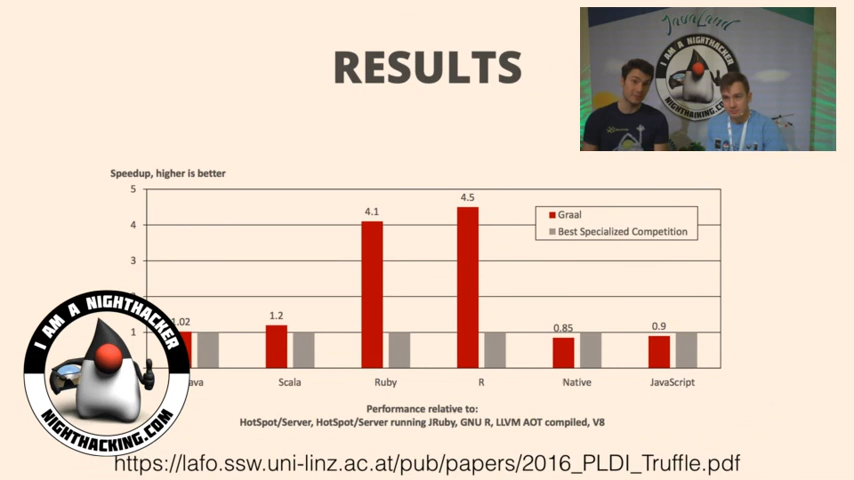 RESULTS
JavaLand
I AM A NIGHTHACKER
NIGHTHACKING.COM
Speedup, higher is better
5
4
3
1
1.02
1.2
4.1
4.5
0.85
0.9
Graal
Best Specialized Competition
Scala
Ruby
R
Native
JavaScript
Performance relative to:
HotSpot/Server, HotSpot/Server running JRuby, GNU R, LLVM AOT compiled, V8
I AM A NIGHTHACKER
NIGHTHACKING.COM
https://lafo.ssw.uni-linz.ac.at/pub/papers/2016_PLDI_Truffle.pdf